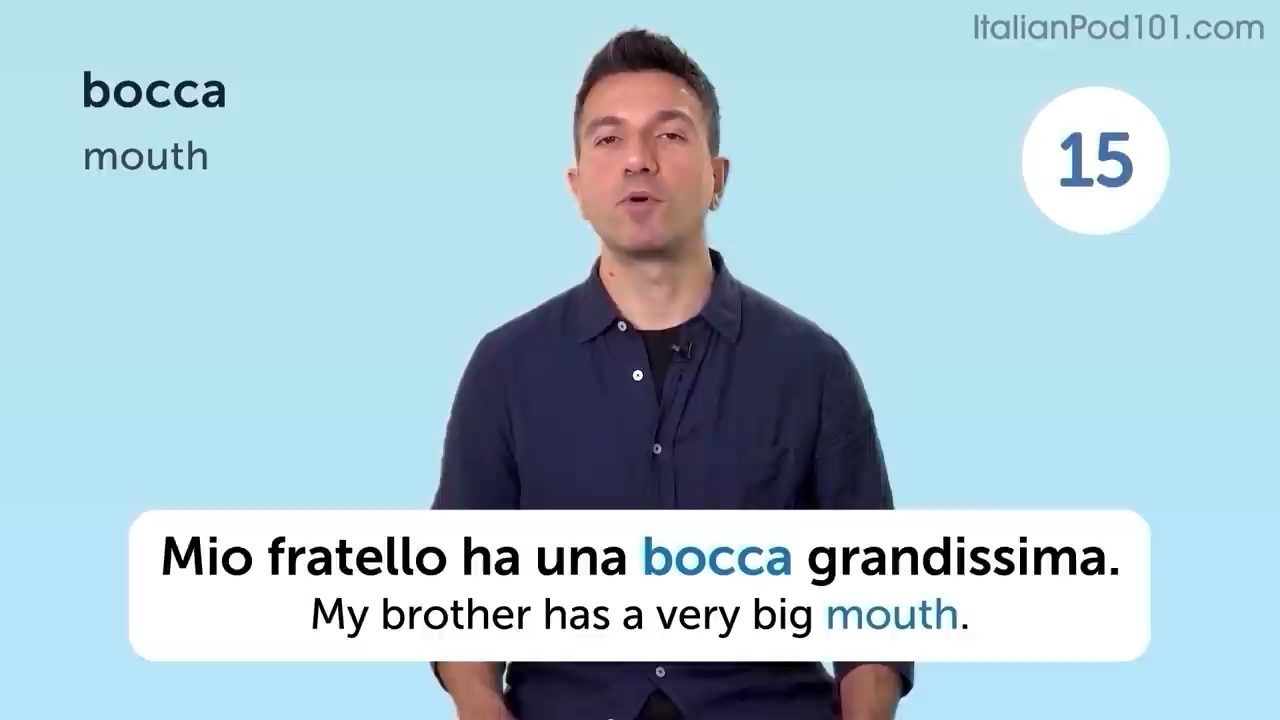 ItalianPod101.com
bocca
mouth
15
Mio fratello ha una bocca grandissima.
My brother has a very big mouth.